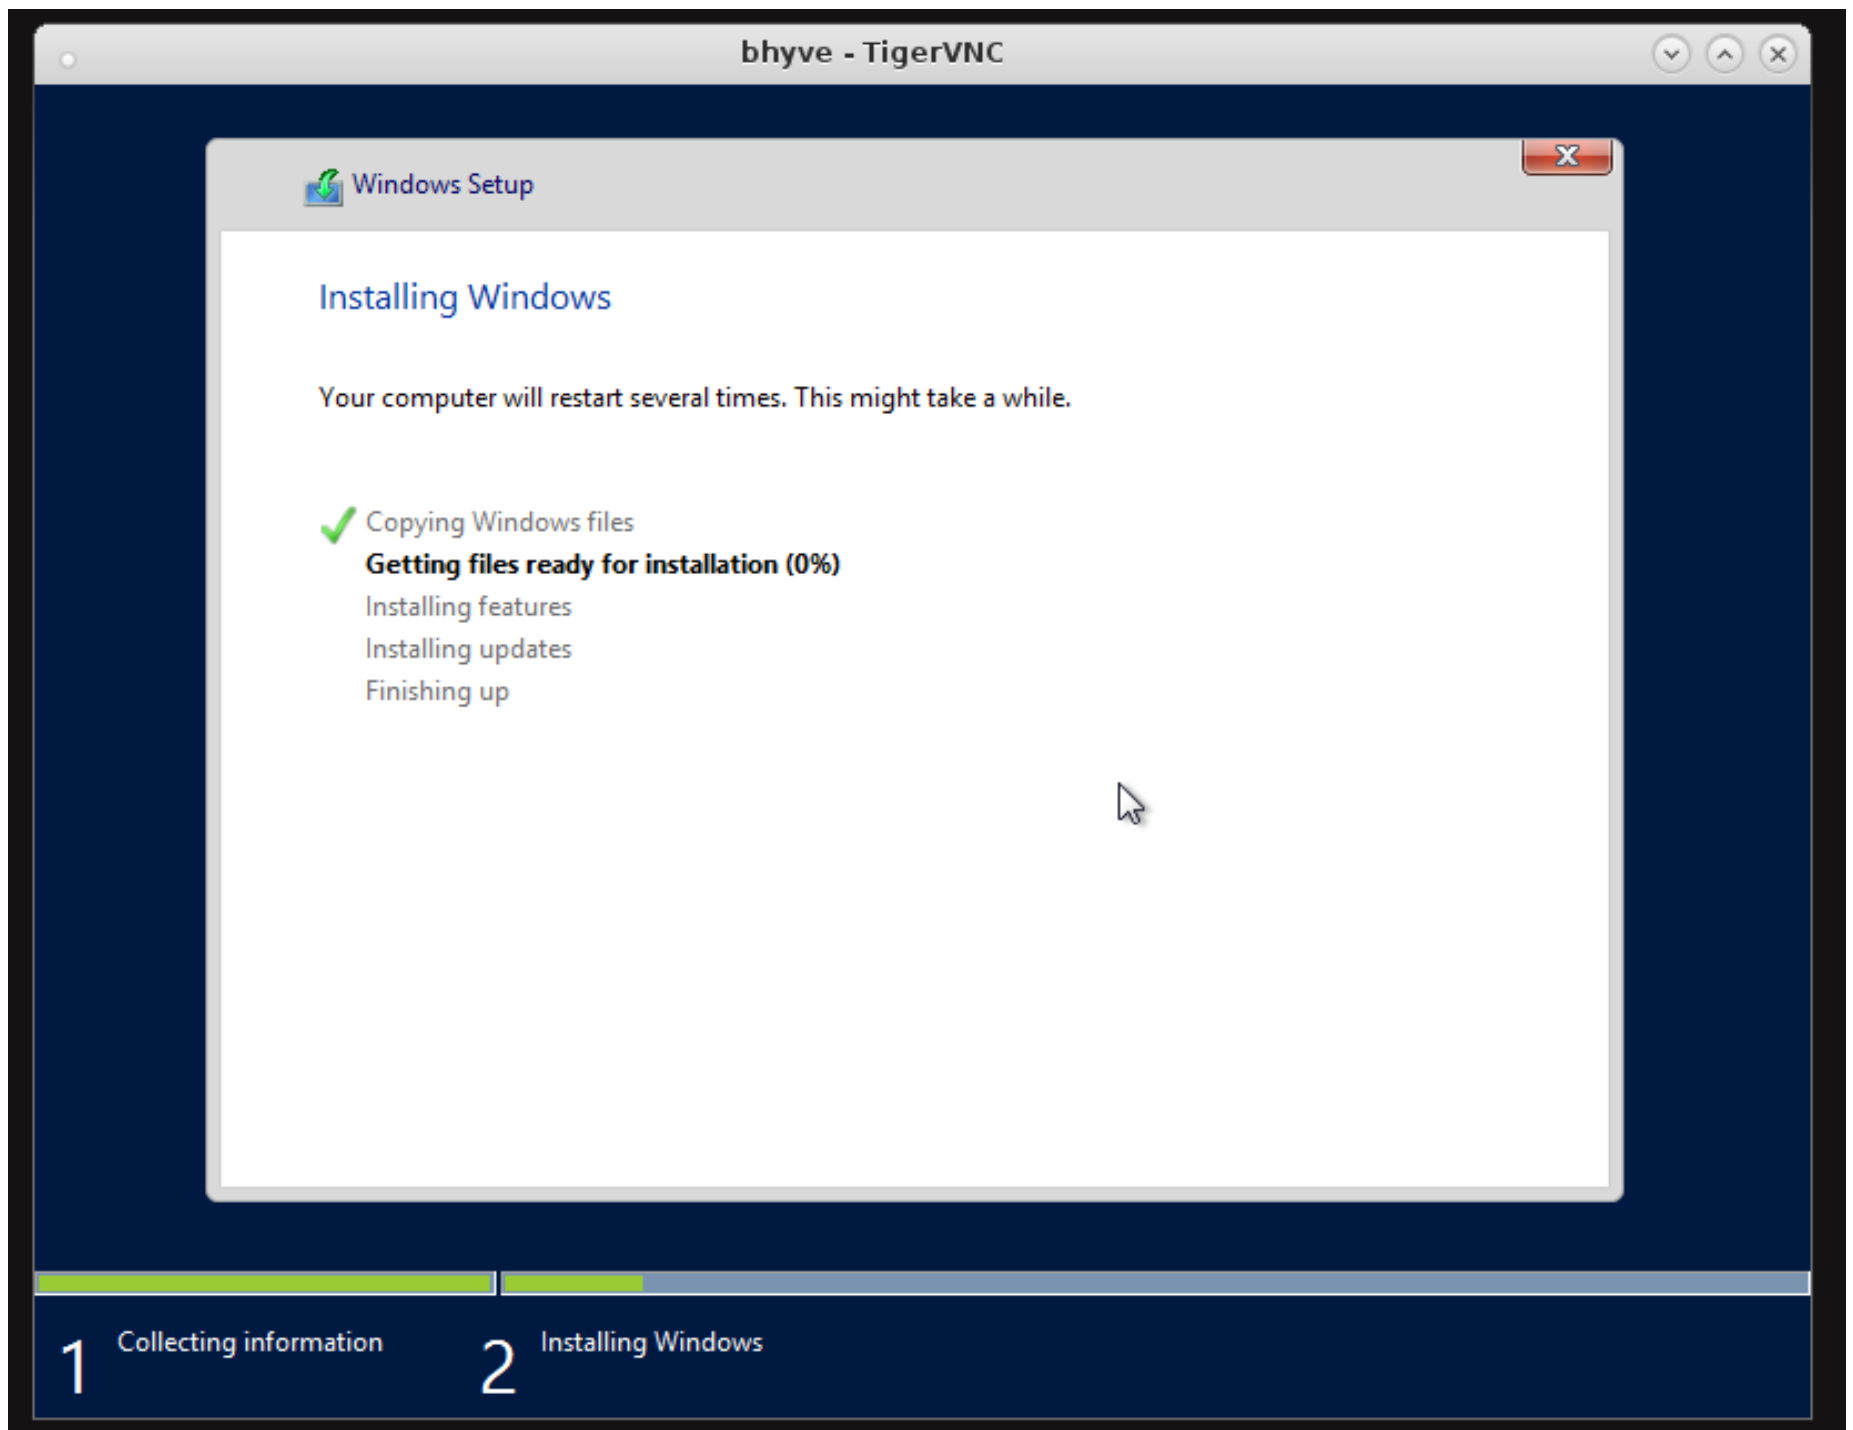 bhyve - TigerVNC
Windows Setup
Installing Windows
Your computer will restart several times. This might take a while.
Copying Windows files
Getting files ready for installation (0%)
Installing features
Installing updates
Finishing up
1 Collecting information
2 Installing Windows